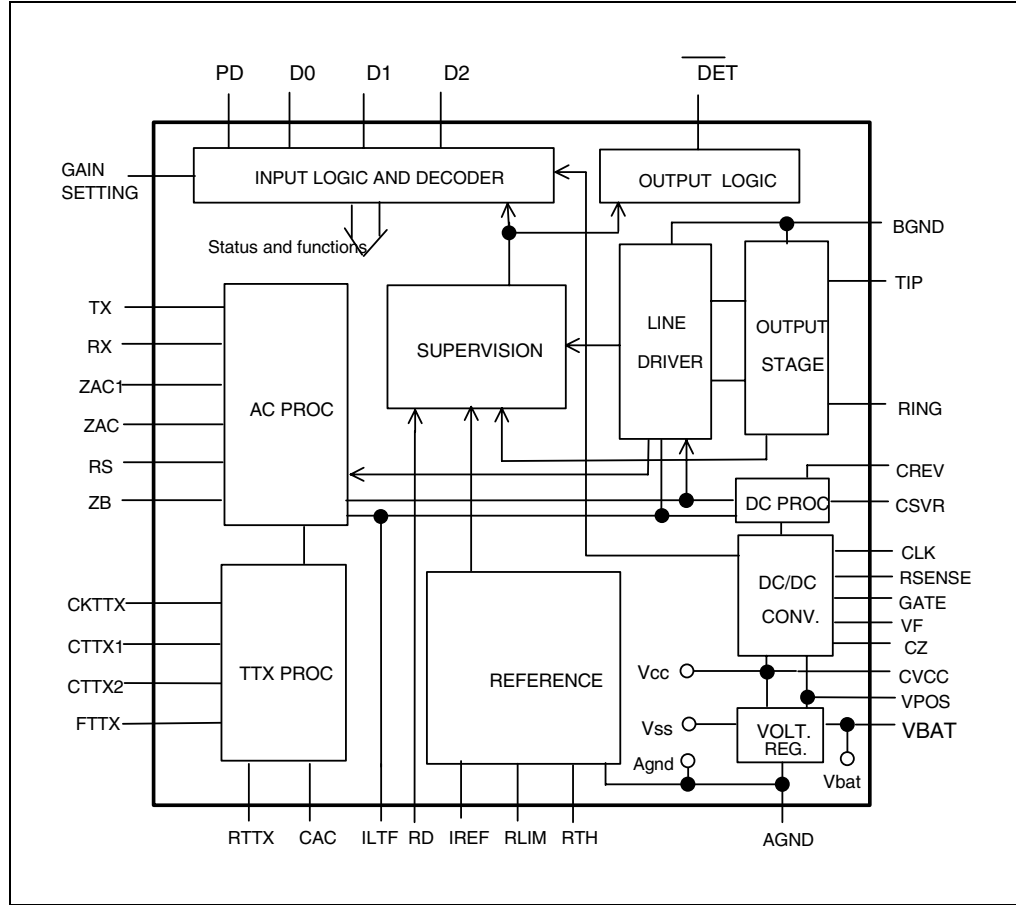 PD D0 D1 D2 DET
GAIN
SETTING
INPUT LOGIC AND DECODER
OUTPUT LOGIC
Status and functions
BGND
TIP
RING
CREV
CSVR
CLK
RSENSE
GATE
VF
CZ
CVCC
VPOS
VBAT
TX
RX
ZAC1
ZAC
RS
ZB
AC PROC
SUPERVISION
LINE
DRIVER
OUTPUT
STAGE
DC PROC
DC/DC
CONV.
CKTTX
CTTX1
CTTX2
FTTX
TTX PROC
REFERENCE
Vcc
Vss
Agnd
VOLT.
REG.
Vbat
RTTX CAC ILTF RD IREF RLIM RTH AGND